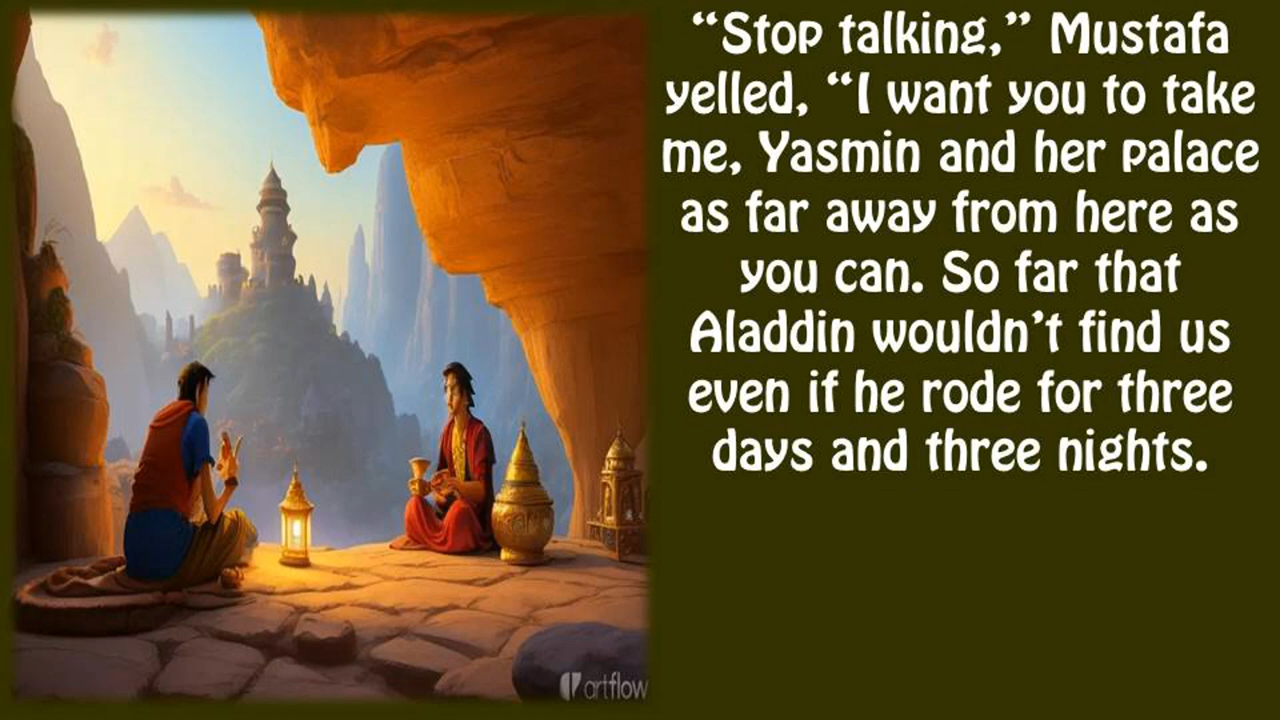 “Stop talking,” Mustafa
yelled, “I want you to take
me, Yasmin and her palace
as far away from here as
you can. So far that
Aladdin wouldn’t find us
even if he rode for three
days and three nights.
artflow